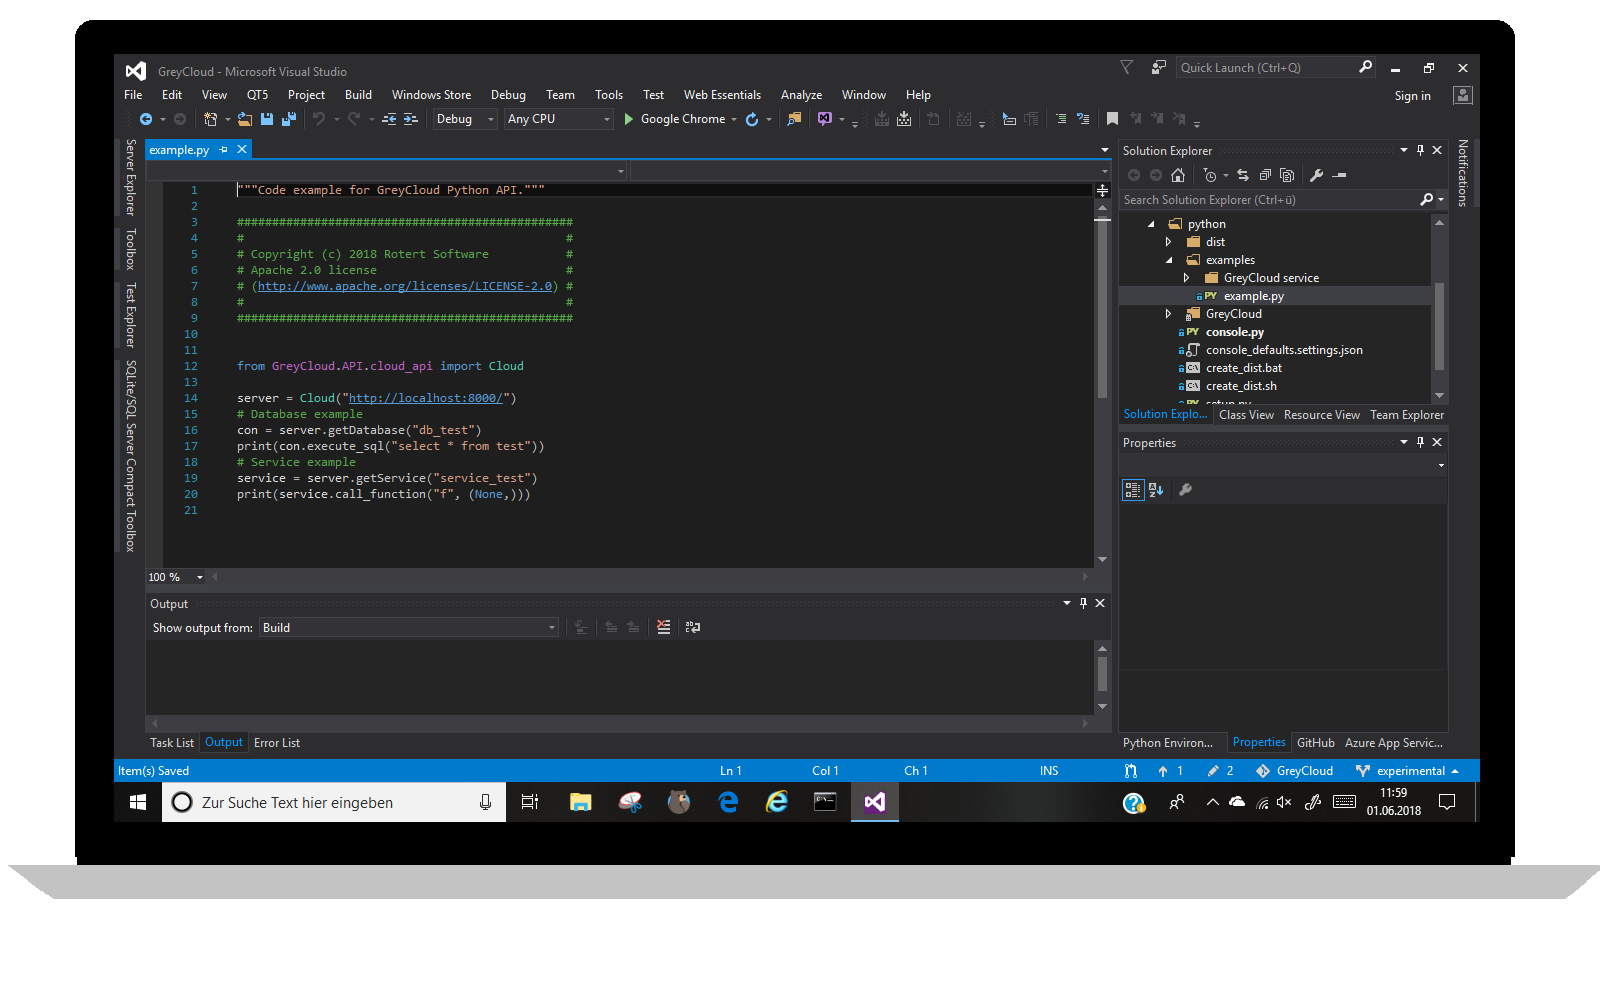 GreyCloud - Microsoft Visual Studio
Quick Launch (Ctrl+Q)
File Edit View QT5 Project Build Windows Store Debug Team Tools Test Web Essentials Analyze Window Help
Sign in
Debug Any CPU Google Chrome
Server Explorer
Toolbox
Test Explorer
SQLite/SQL Server Compact Toolbox
example.py
1 """Code example for GreyCloud Python API."""
2
3 ################################################
4 # #
5 # Copyright (c) 2018 Rotert Software #
6 # Apache 2.0 license #
7 # (http://www.apache.org/licenses/LICENSE-2.0) #
8 # #
9 ################################################
10
11
12 from GreyCloud.API.cloud_api import Cloud
13
14 server = Cloud("http://localhost:8000/")
15 # Database example
16 con = server.getDatabase("db_test")
17 print(con.execute_sql("select * from test"))
18 # Service example
19 service = server.getService("service_test")
20 print(service.call_function("f", (None,)))
21
100 %
Output
Show output from: Build
Task List Output Error List
Solution Explorer
Search Solution Explorer (Ctrl+ü)
python
dist
examples
GreyCloud service
PY example.py
GreyCloud
PY console.py
console_defaults.settings.json
create_dist.bat
create_dist.sh
PY setup.py
Solution Explo... Class View Resource View Team Explorer
Notifications
Properties
Python Environ... Properties GitHub Azure App Servic...
Item(s) Saved Ln 1 Col 1 Ch 1 INS 1 2 GreyCloud experimental
Zur Suche Text hier eingeben
11:59
01.06.2018